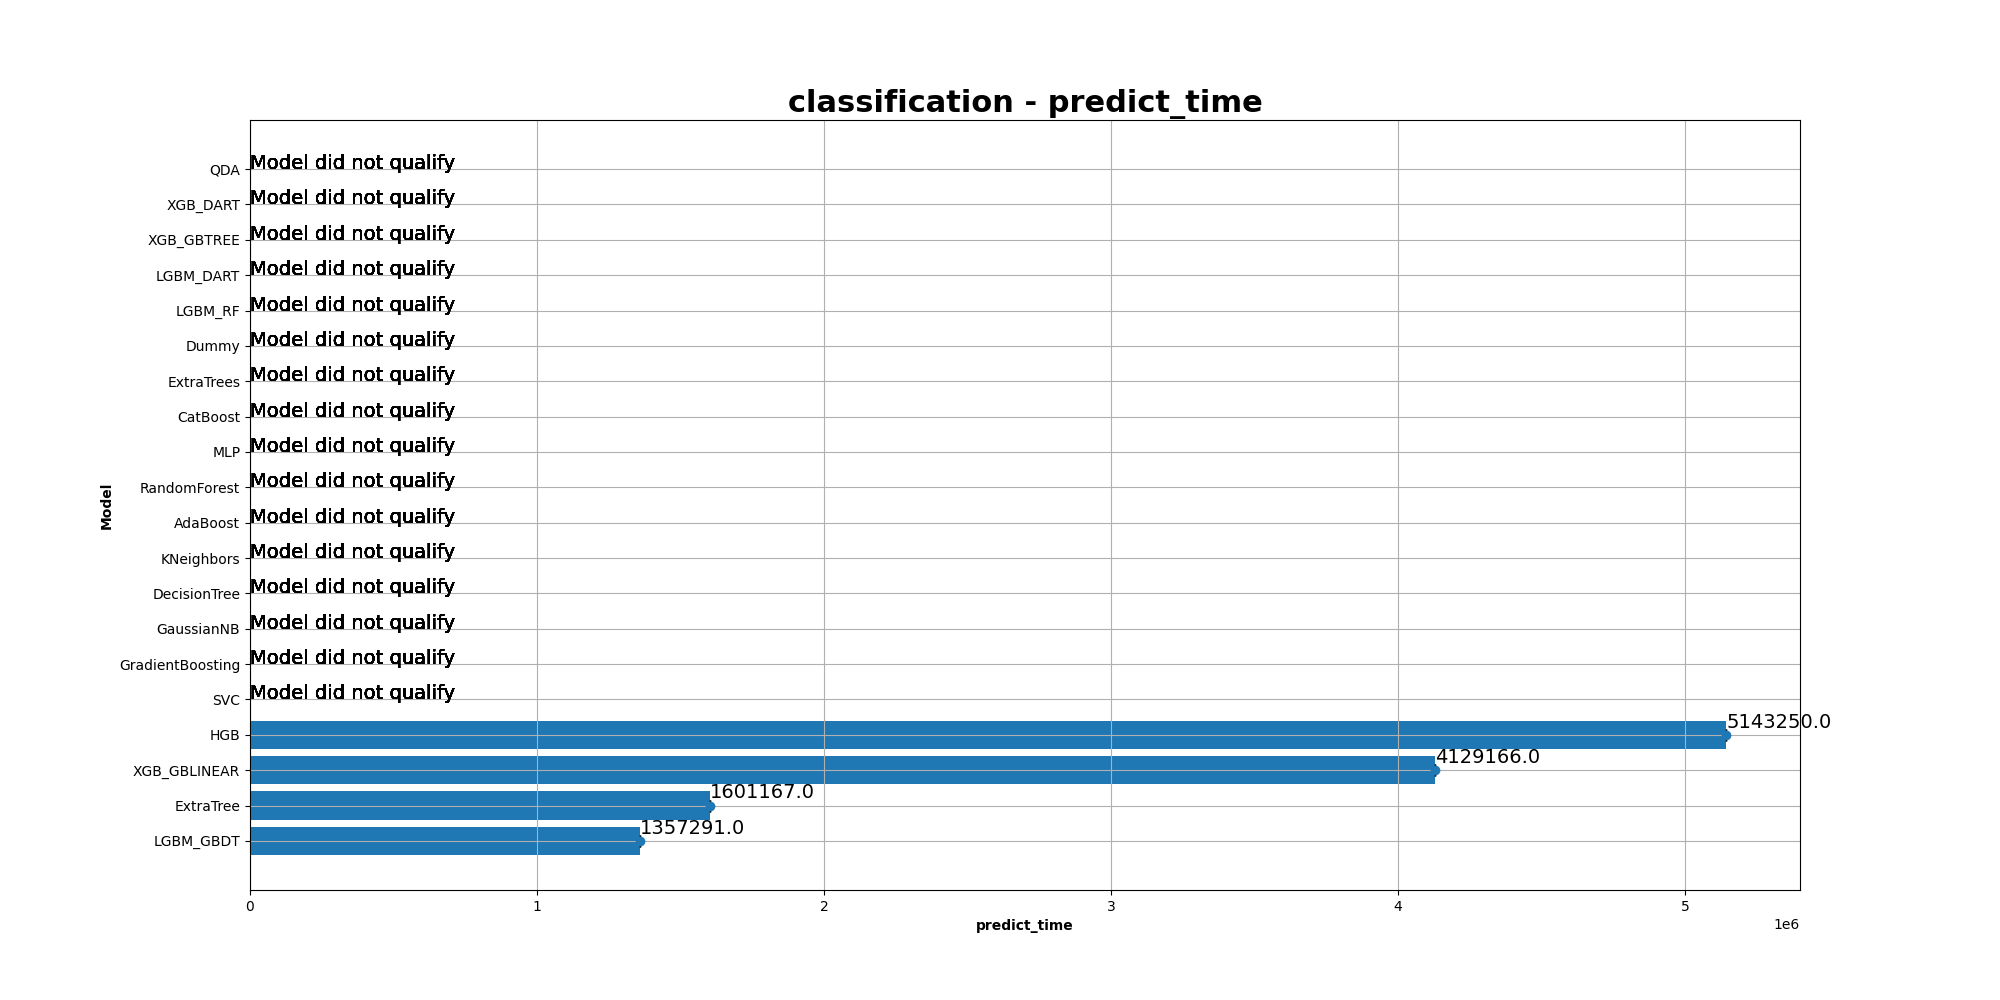 classification - predict_time
QDA Model did not qualify
XGB_DART Model did not qualify
XGB_GBTREE Model did not qualify
LGBM_DART Model did not qualify
LGBM_RF Model did not qualify
Dummy Model did not qualify
ExtraTrees Model did not qualify
CatBoost Model did not qualify
MLP Model did not qualify
RandomForest Model did not qualify
AdaBoost Model did not qualify
KNeighbors Model did not qualify
DecisionTree Model did not qualify
GaussianNB Model did not qualify
GradientBoosting Model did not qualify
SVC Model did not qualify
HGB 5143250.0
XGB_GBLINEAR 4129166.0
ExtraTree 1601167.0
LGBM_GBDT 1357291.0
Model
0 1 2 3 4 5
predict_time
1e6